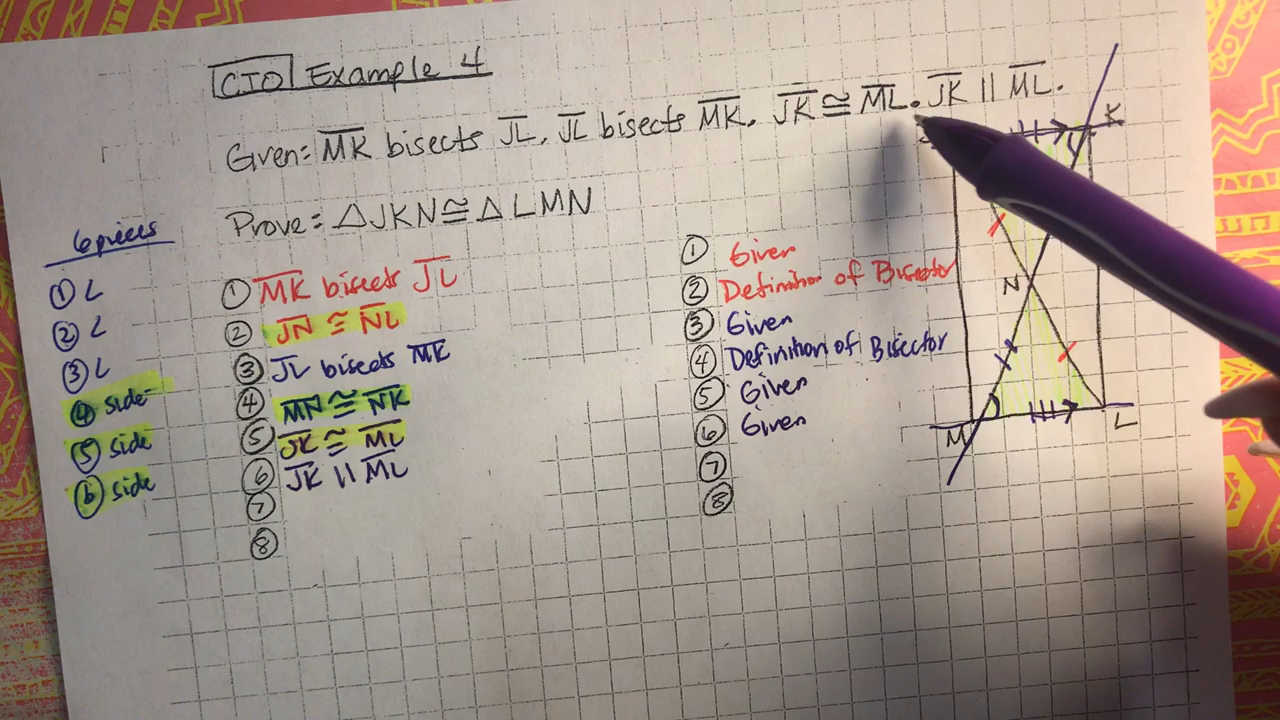 CIO Example 4
Given: MK bisects JL. JL bisects MK. JK ≅ ML. JK || ML.
Prove: △JKN ≅ △LMN
6 pieces
① L
② L
③ L
④ side
⑤ side
⑥ side
① MK bisects JL
② JN ≅ NL
③ JL bisects MK
④ MN ≅ NK
⑤ JK ≅ ML
⑥ JK || ML
⑦
⑧
① Given
② Definition of Bisector
③ Given
④ Definition of Bisector
⑤ Given
⑥ Given
⑦
⑧
K
N
M
L